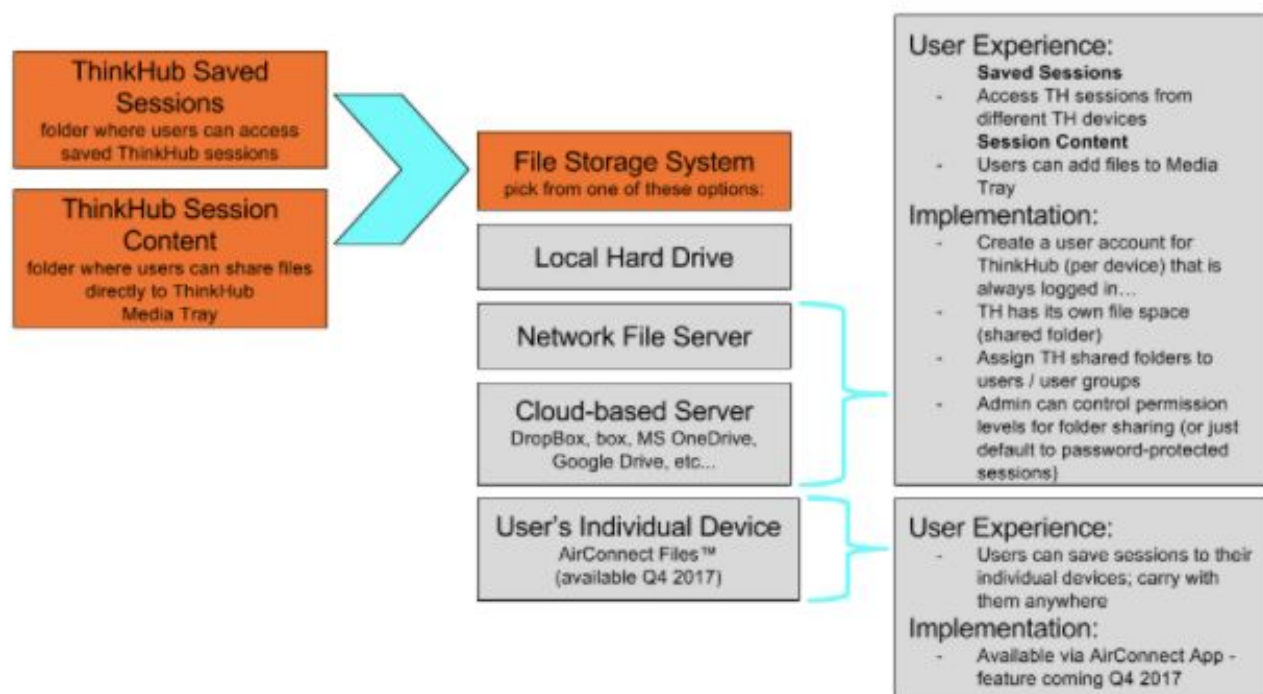 ThinkHub Saved
Sessions
folder where users can access
saved ThinkHub sessions
ThinkHub Session
Content
folder where users can share files
directly to ThinkHub
Media Tray
File Storage System
pick from one of these options:
Local Hard Drive
Network File Server
Cloud-based Server
DropBox, box, MS OneDrive,
Google Drive, etc...
User's Individual Device
AirConnect Files™
(available Q4 2017)
User Experience:
Saved Sessions
- Access TH sessions from
different TH devices
Session Content
- Users can add files to Media
Tray
Implementation:
- Create a user account for
ThinkHub (per device) that is
always logged in…
- TH has its own file space
(shared folder)
- Assign TH shared folders to
users / user groups
- Admin can control permission
levels for folder sharing (or just
default to password-protected
sessions)
User Experience:
- Users can save sessions to their
individual devices; carry with
them anywhere
Implementation:
- Available via AirConnect App -
feature coming Q4 2017